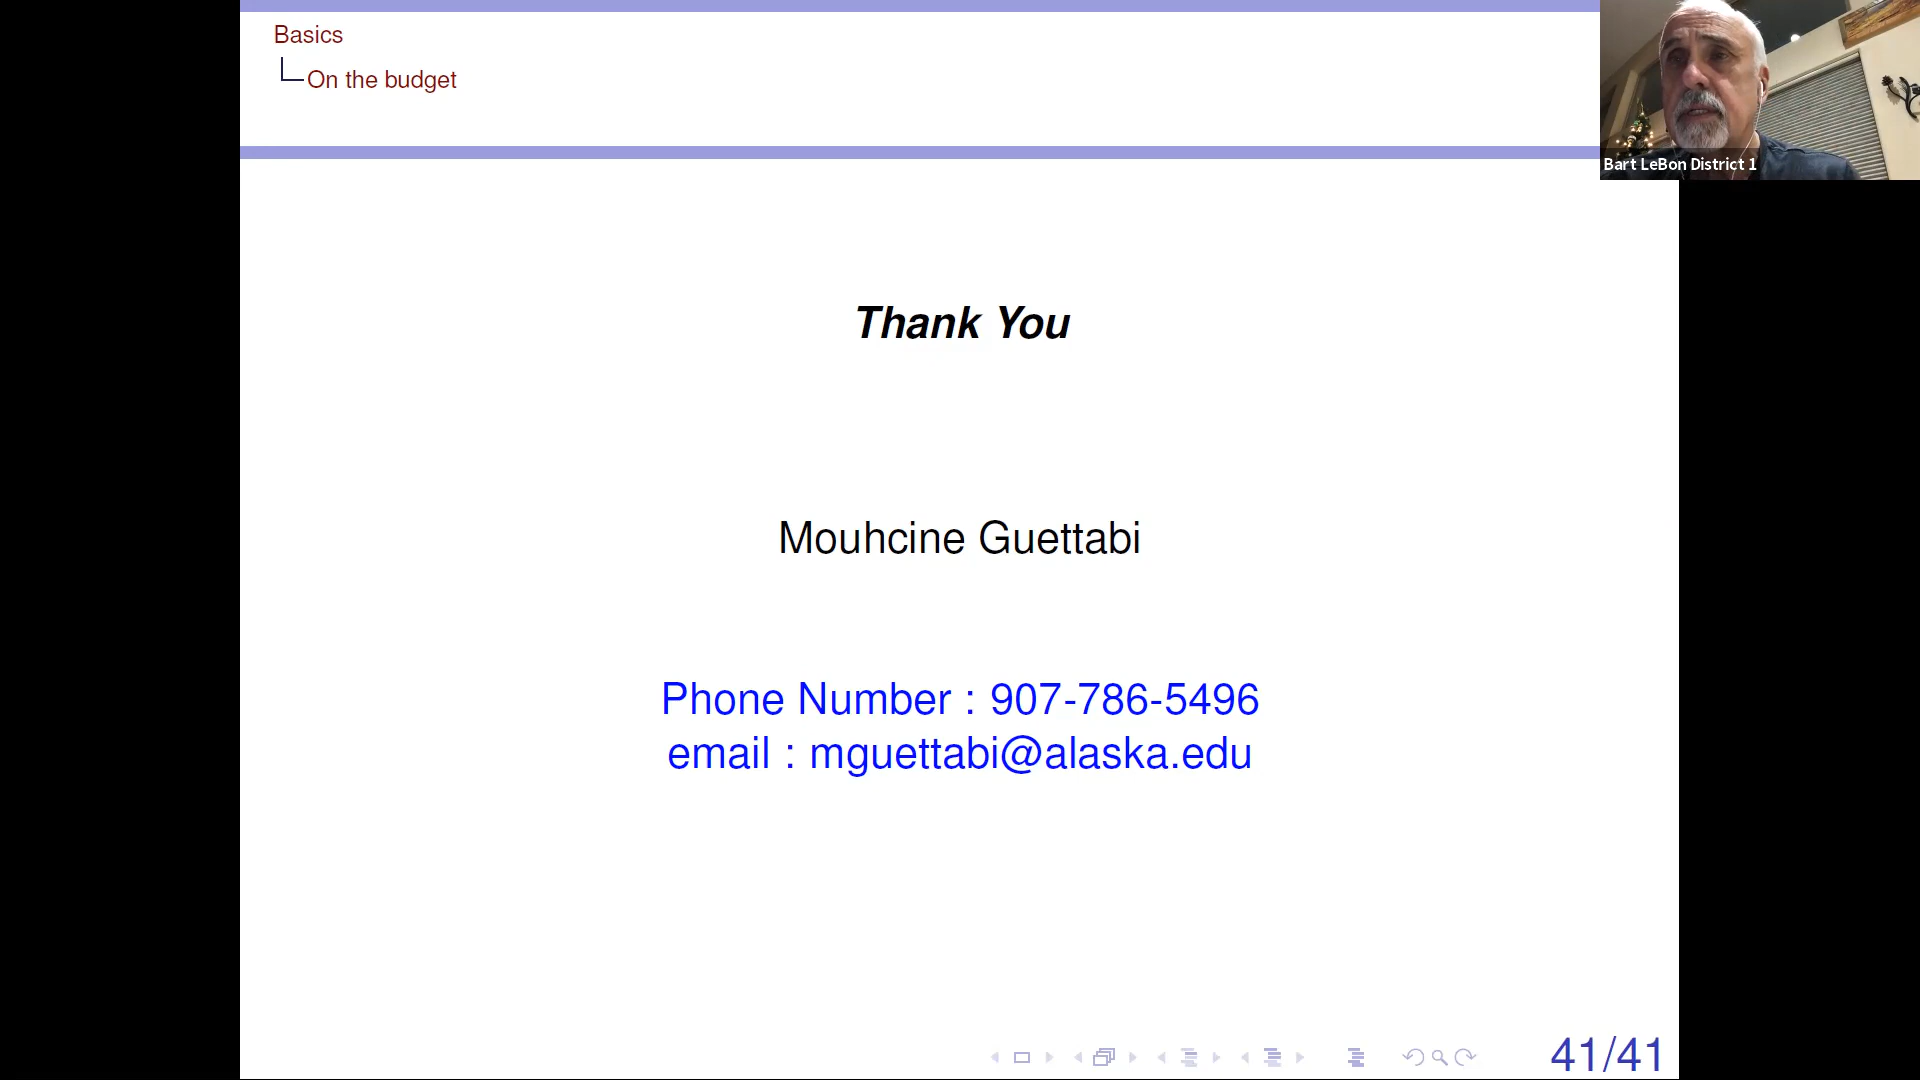 Basics
On the budget
Bart LeBon District 1
Thank You
Mouhcine Guettabi
Phone Number : 907-786-5496
email : mguettabi@alaska.edu
41/41